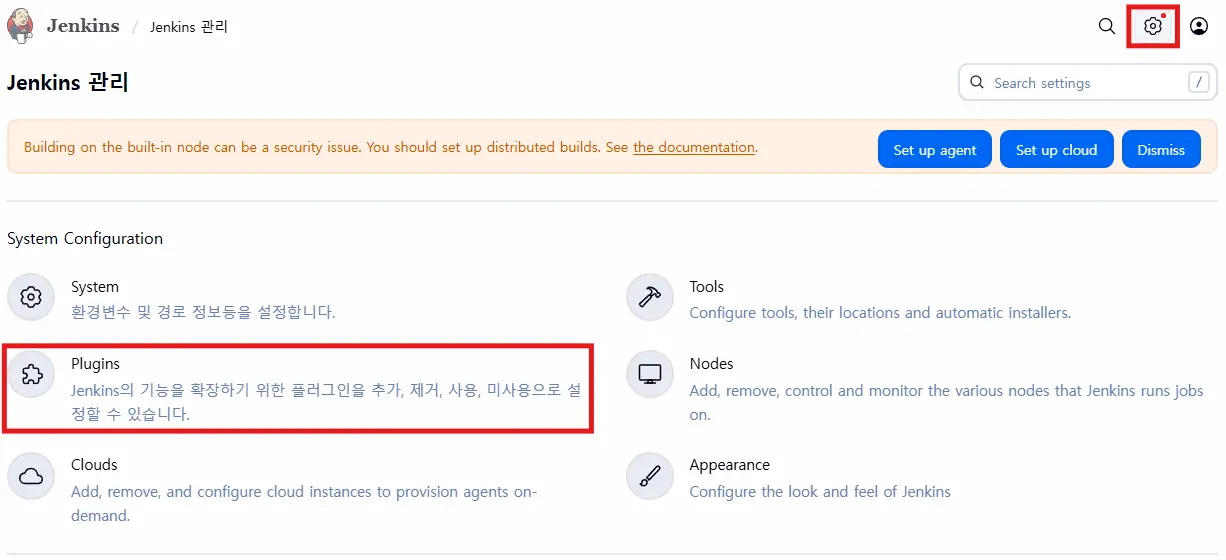 Jenkins / Jenkins 관리
Jenkins 관리
Search settings /
Building on the built-in node can be a security issue. You should set up distributed builds. See the documentation.
Set up agent
Set up cloud
Dismiss
System Configuration
System
환경변수 및 경로 정보등을 설정합니다.
Tools
Configure tools, their locations and automatic installers.
Plugins
Jenkins의 기능을 확장하기 위한 플러그인을 추가, 제거, 사용, 미사용으로 설
정할 수 있습니다.
Nodes
Add, remove, control and monitor the various nodes that Jenkins runs jobs
on.
Clouds
Add, remove, and configure cloud instances to provision agents on-
demand.
Appearance
Configure the look and feel of Jenkins